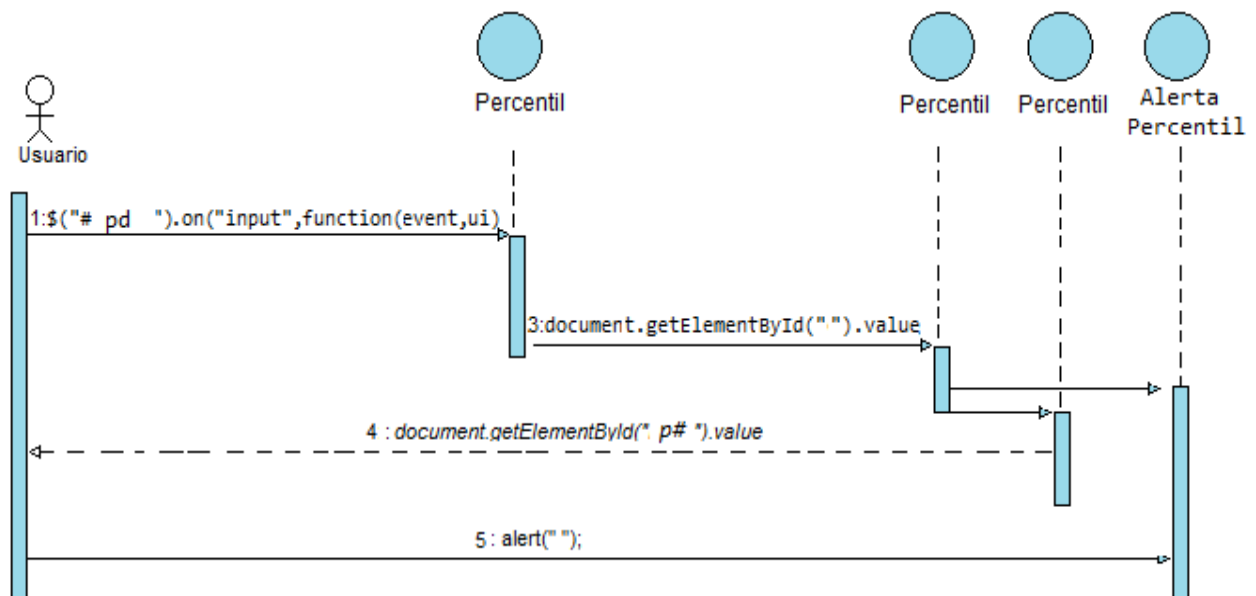 Percentil
Percentil
Percentil
Alerta
Percentil
Usuario
1:$("# pd ").on("input",function(event,ui)
3:document.getElementById(" ").value
4 : document.getElementById(" p# ").value
5 : alert(" ");